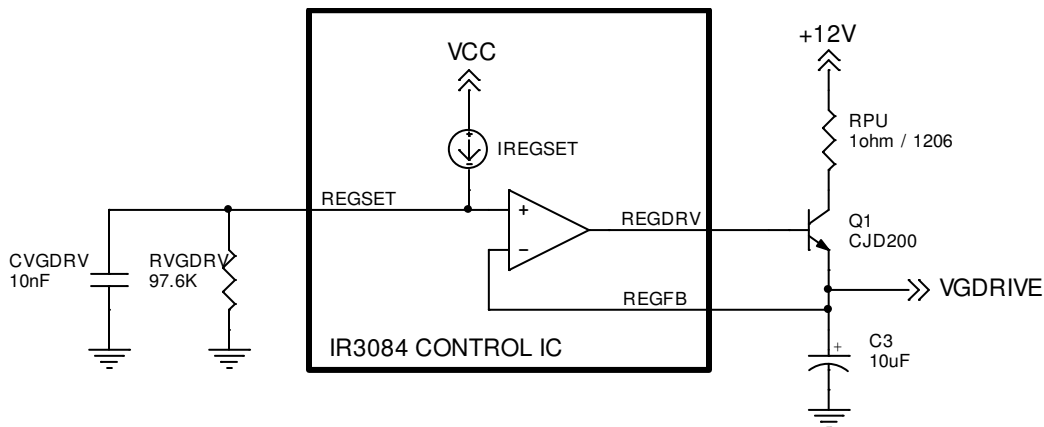 +12V
VCC
RPU
1ohm / 1206
+
-
IREGSET
REGSET
+
-
REGDRV
Q1
CJD200
CVGDRV
10nF
RVGDRV
97.6K
VGDRIVE
REGFB
IR3084 CONTROL IC
+
C3
10uF